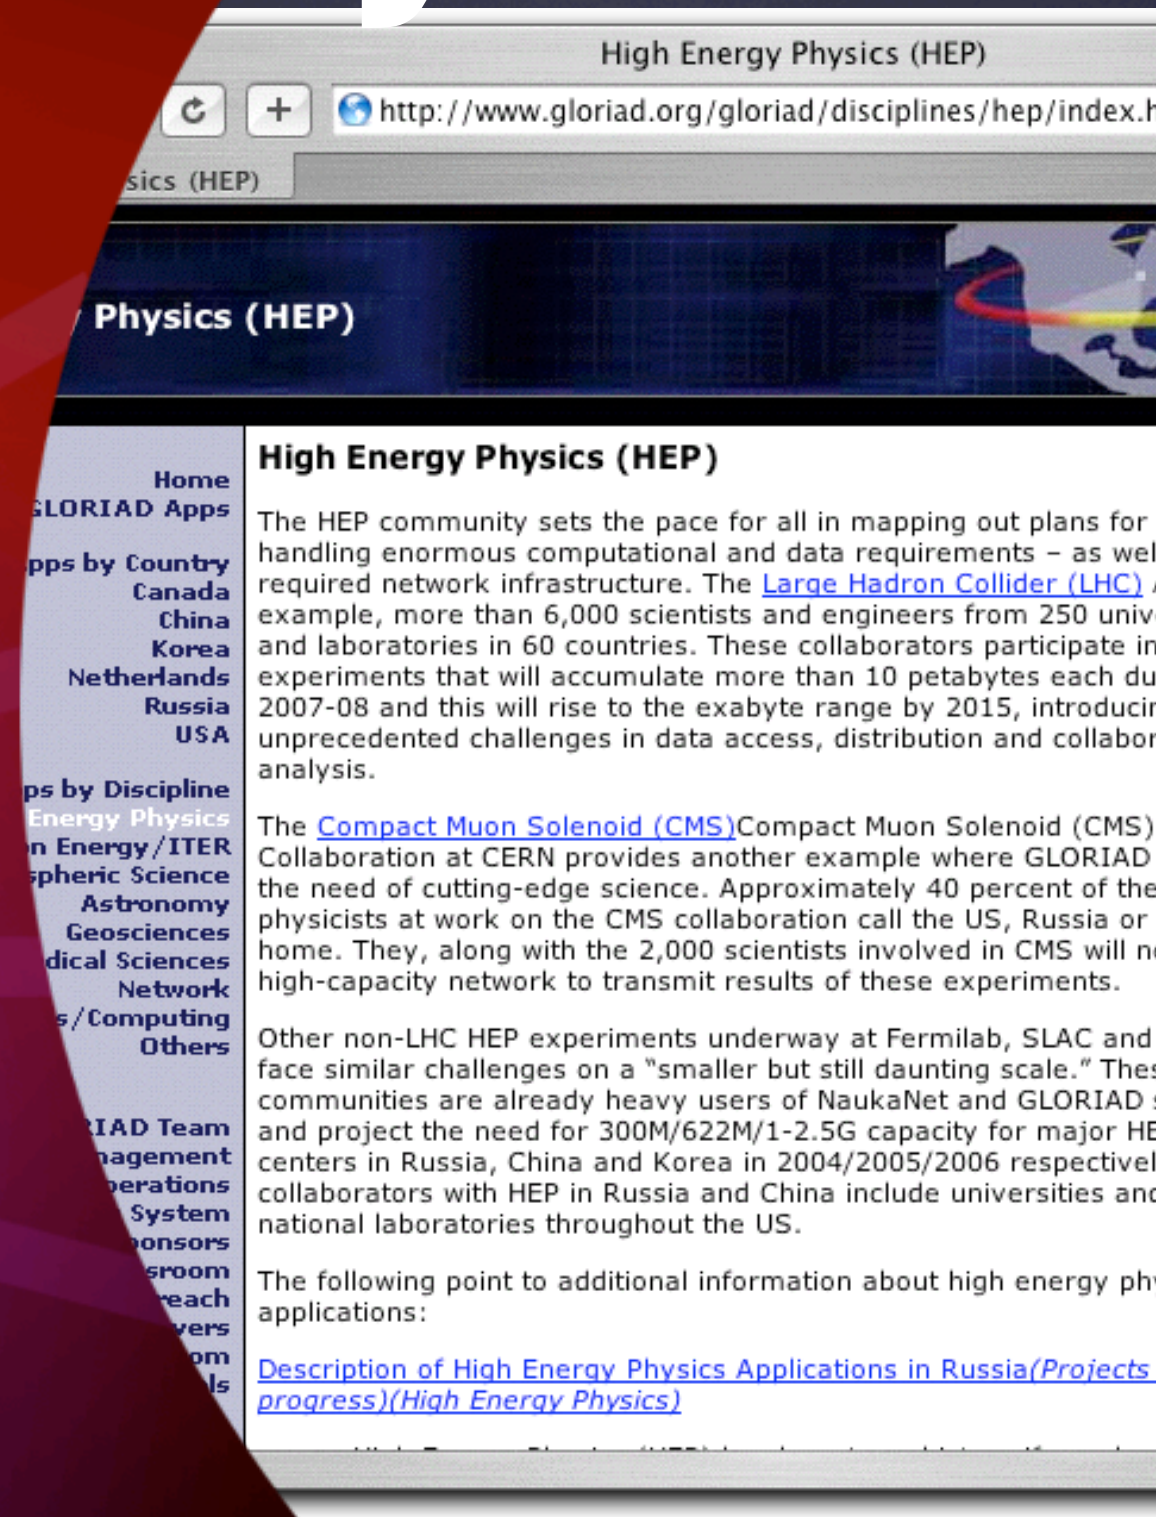 High Energy Physics (HEP)
http://www.gloriad.org/gloriad/disciplines/hep/index.h
sics (HEP)
Physics (HEP)
Home
GLORIAD Apps
pps by Country
Canada
China
Korea
Netherlands
Russia
USA
ps by Discipline
Energy Physics
n Energy/ITER
spheric Science
Astronomy
Geosciences
dical Sciences
Network
s/Computing
Others
RIAD Team
nagement
perations
System
ponsors
sroom
reach
vers
om
ls
High Energy Physics (HEP)
The HEP community sets the pace for all in mapping out plans for
handling enormous computational and data requirements – as wel
required network infrastructure. The Large Hadron Collider (LHC)
example, more than 6,000 scientists and engineers from 250 unive
and laboratories in 60 countries. These collaborators participate in
experiments that will accumulate more than 10 petabytes each du
2007-08 and this will rise to the exabyte range by 2015, introducin
unprecedented challenges in data access, distribution and collabor
analysis.
The Compact Muon Solenoid (CMS)Compact Muon Solenoid (CMS)
Collaboration at CERN provides another example where GLORIAD
the need of cutting-edge science. Approximately 40 percent of the
physicists at work on the CMS collaboration call the US, Russia or
home. They, along with the 2,000 scientists involved in CMS will ne
high-capacity network to transmit results of these experiments.
Other non-LHC HEP experiments underway at Fermilab, SLAC and
face similar challenges on a “smaller but still daunting scale.” Thes
communities are already heavy users of NaukaNet and GLORIAD s
and project the need for 300M/622M/1-2.5G capacity for major HE
centers in Russia, China and Korea in 2004/2005/2006 respectivel
collaborators with HEP in Russia and China include universities and
national laboratories throughout the US.
The following point to additional information about high energy phy
applications:
Description of High Energy Physics Applications in Russia(Projects
progress)(High Energy Physics)